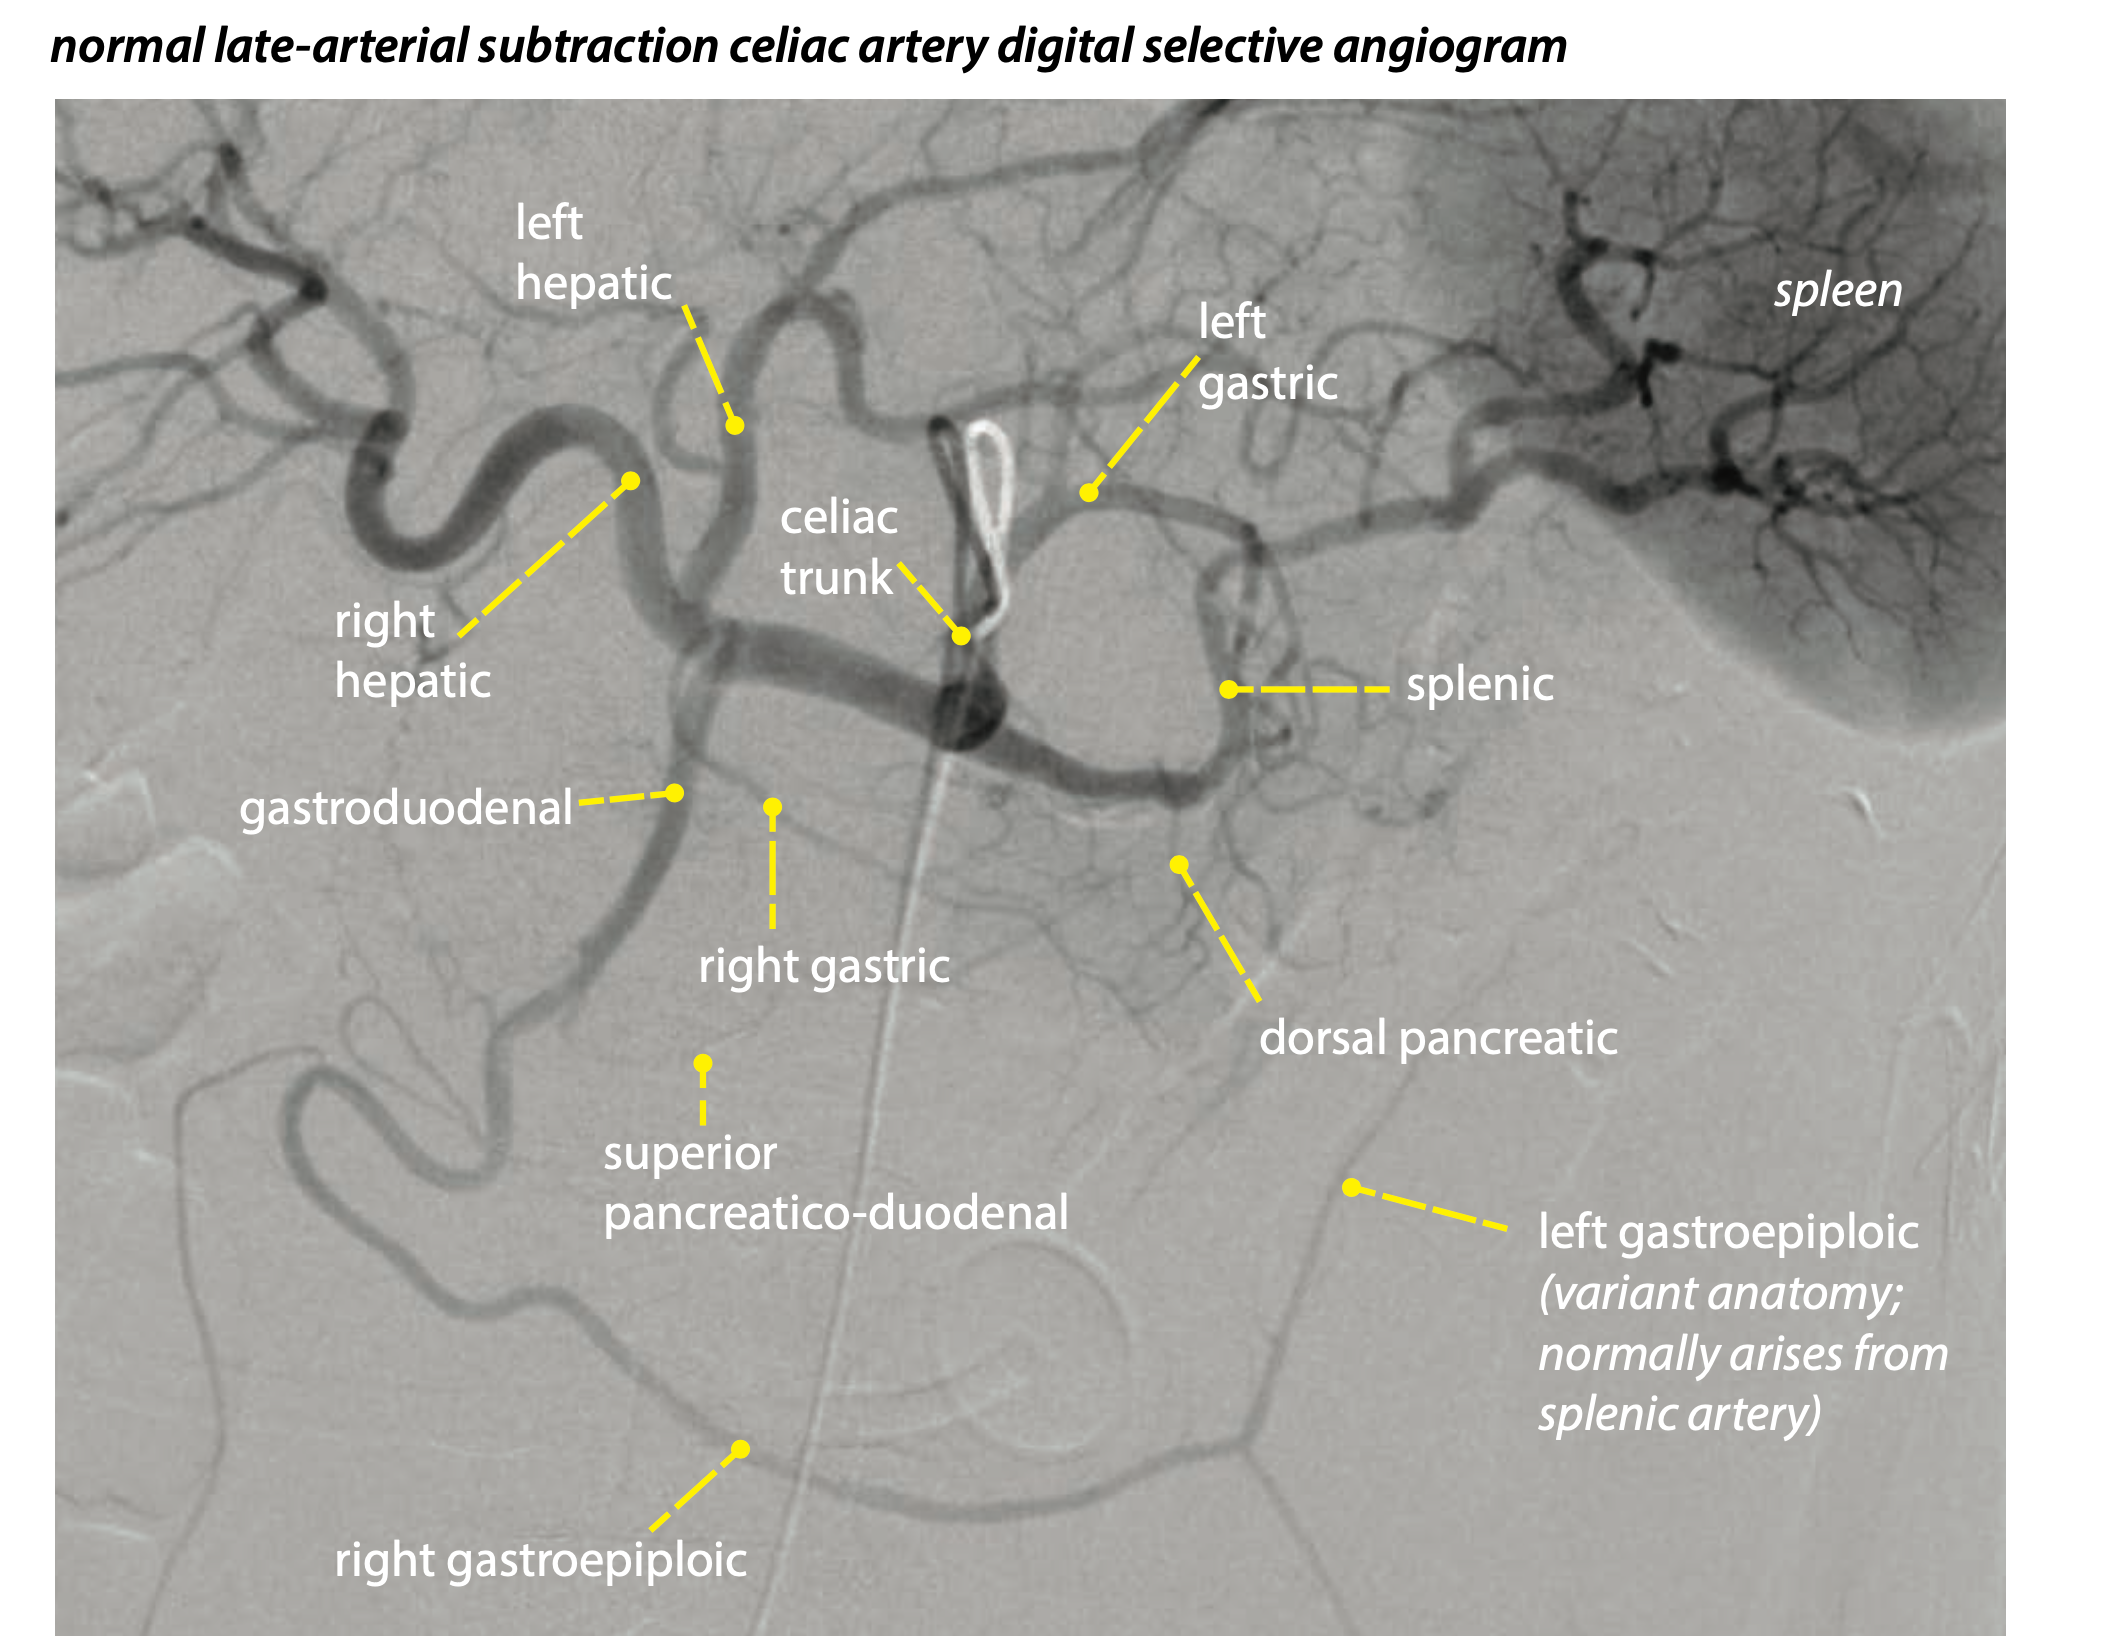 normal late-arterial subtraction celiac artery digital selective angiogram
left
hepatic
left
gastric
spleen
celiac
trunk
right
hepatic
splenic
gastroduodenal
right gastric
dorsal pancreatic
superior
pancreatico-duodenal
left gastroepiploic
(variant anatomy;
normally arises from
splenic artery)
right gastroepiploic